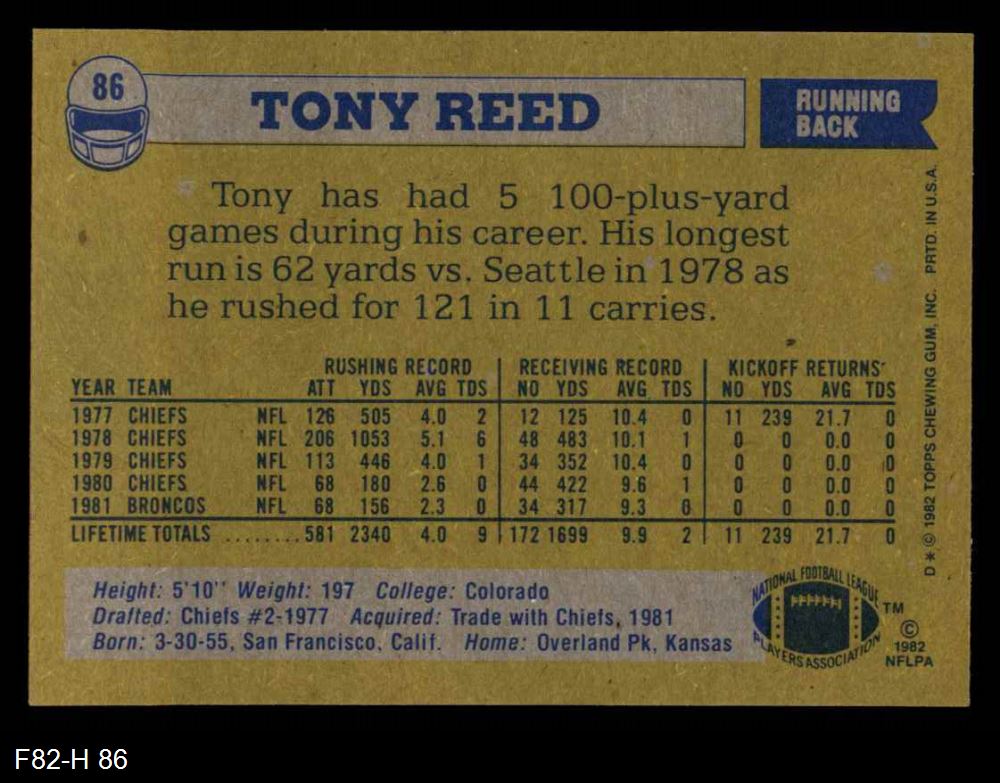 86
TONY REED
RUNNING
BACK
Tony has had 5 100-plus-yard
games during his career. His longest
run is 62 yards vs. Seattle in 1978 as
he rushed for 121 in 11 carries.
RUSHING RECORD RECEIVING RECORD KICKOFF RETURNS
YEAR TEAM ATT YDS AVG TDS NO YDS AVG TDS NO YDS AVG TDS
1977 CHIEFS NFL 126 505 4.0 2 12 125 10.4 0 11 239 21.7 0
1978 CHIEFS NFL 206 1053 5.1 6 48 483 10.1 1 0 0 0.0 0
1979 CHIEFS NFL 113 446 4.0 1 34 352 10.4 0 0 0 0.0 0
1980 CHIEFS NFL 68 180 2.6 0 44 422 9.6 1 0 0 0.0 0
1981 BRONCOS NFL 68 156 2.3 0 34 317 9.3 0 0 0 0.0 0
LIFETIME TOTALS ........581 2340 4.0 9 172 1699 9.9 2 11 239 21.7 0
Height: 5'10" Weight: 197 College: Colorado
Drafted: Chiefs #2-1977 Acquired: Trade with Chiefs, 1981
Born: 3-30-55, San Francisco, Calif. Home: Overland Pk, Kansas
NATIONAL FOOTBALL LEAGUE
PLAYERS ASSOCIATION
TM
©
1982
NFLPA
D * © 1982 TOPPS CHEWING GUM, INC. PRTD. IN U.S.A.
F82-H 86